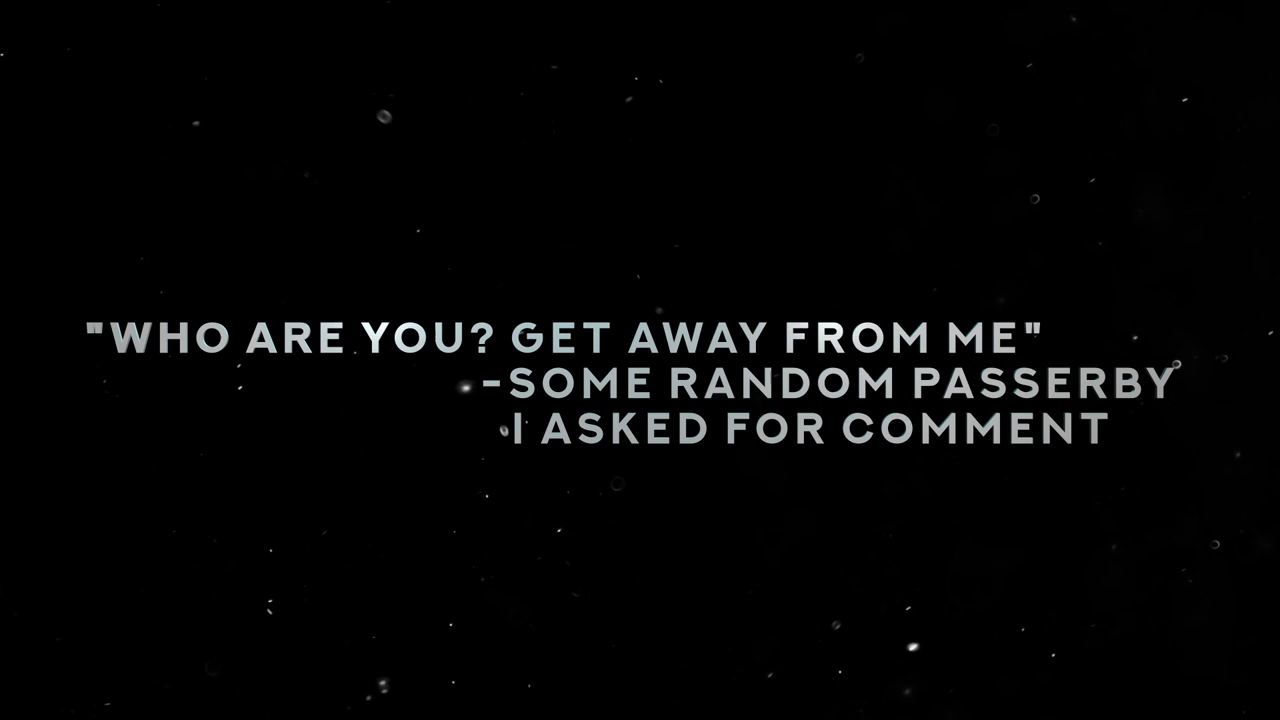 "WHO ARE YOU? GET AWAY FROM ME"
-SOME RANDOM PASSERBY
I ASKED FOR COMMENT